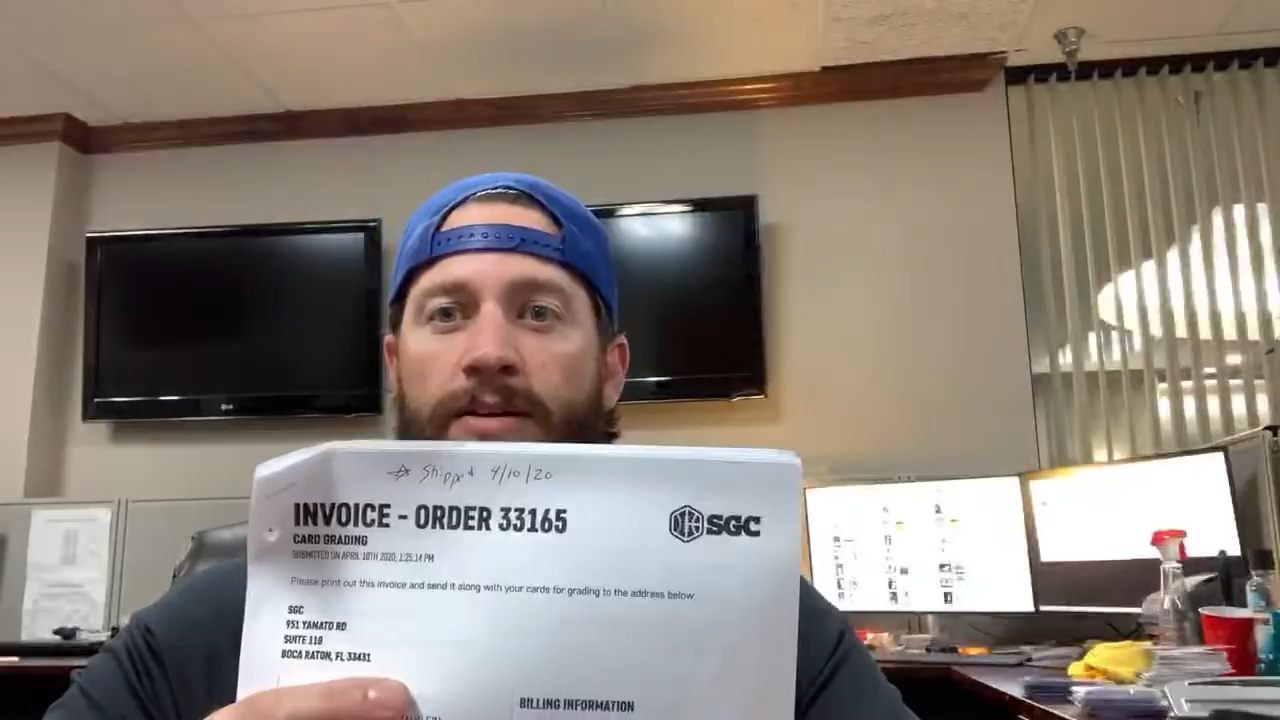 ☆ Shipped 4/10/20
INVOICE - ORDER 33165
SGC
CARD GRADING
SUBMITTED ON APRIL 10TH 2020, 1:25:14 PM
Please print out this invoice and send it along with your cards for grading to the address below
SGC
951 YAMATO RD
SUITE 110
BOCA RATON, FL 33431
BILLING INFORMATION
LG